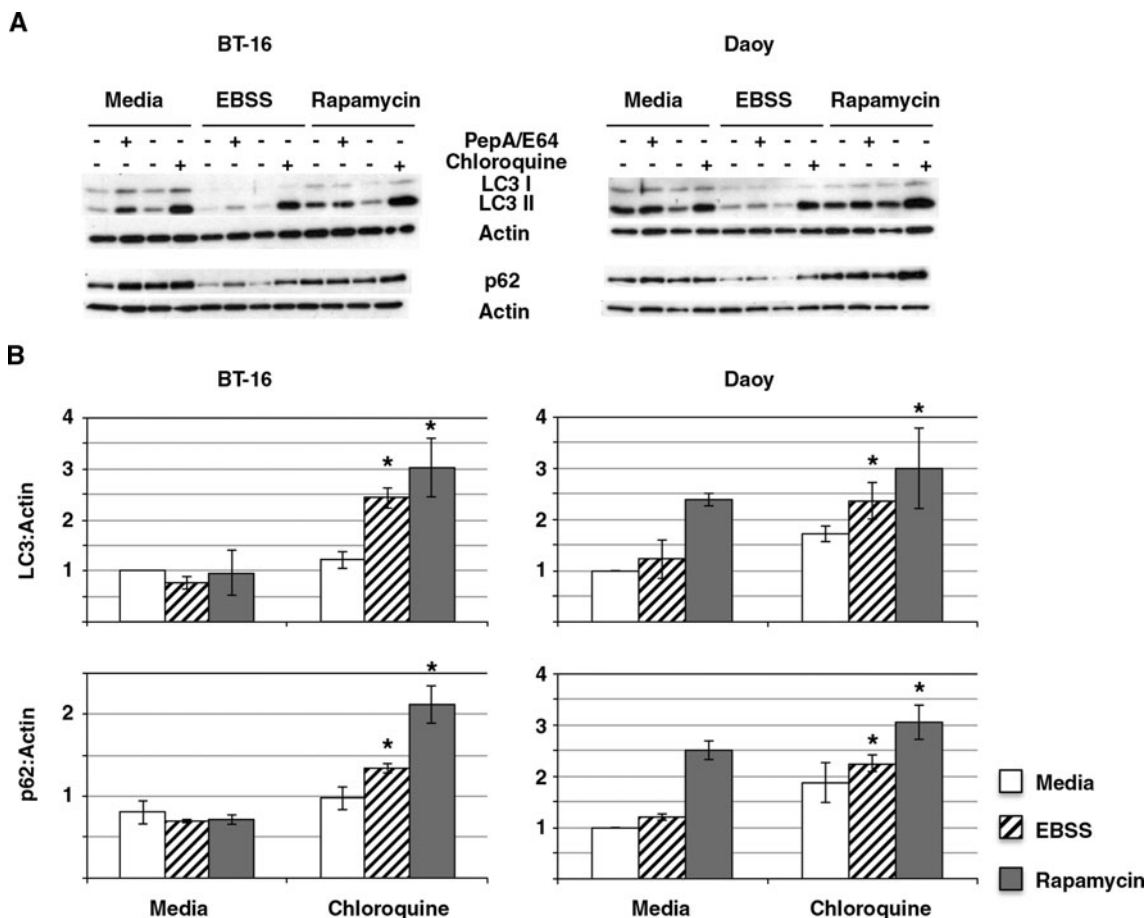 A
BT-16 Daoy
Media EBSS Rapamycin Media EBSS Rapamycin
- + - - - + - - - + - - PepA/E64 - + - - - + - - - + - -
- - - + - - - + - - - + Chloroquine - - - + - - - + - - - +
LC3 I
LC3 II
Actin
p62
Actin
B
BT-16 Daoy
LC3:Actin
4
3
2
1
* *
4
3
2
1
* *
p62:Actin
2
1
* *
4
3
2
1
* *
Media Chloroquine Media Chloroquine
Media
EBSS
Rapamycin